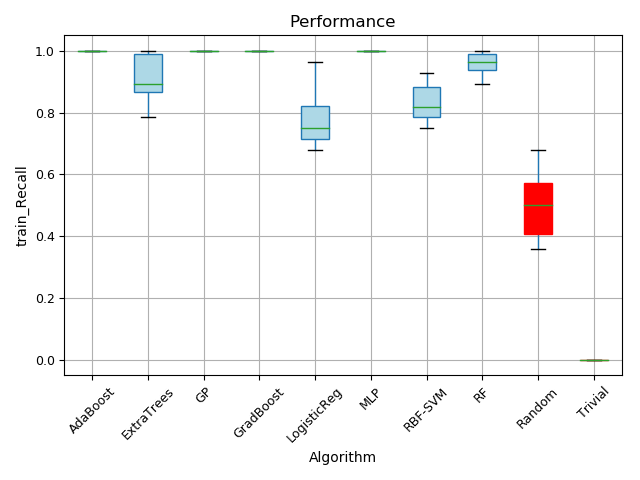 Performance
train_Recall
1.0
0.8
0.6
0.4
0.2
0.0
AdaBoost
ExtraTrees
GP
GradBoost
LogisticReg
MLP
RBF-SVM
RF
Random
Trivial
Algorithm